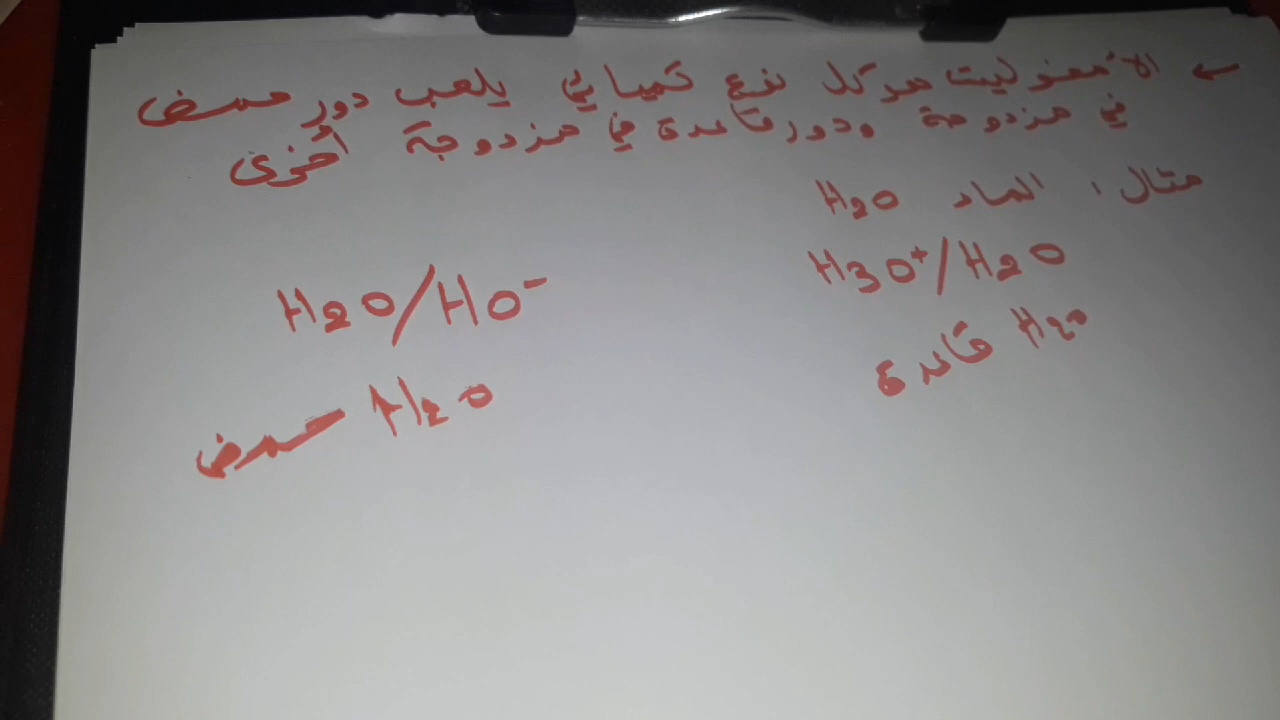 ← الأمفوليت هو كل نوع كيميائي يلعب دور حمض
في مزدوجة ودور قاعدة في مزدوجة أخرى
مثال : الماء H2O
H3O+/H2O
H2O قاعدة
H2O/HO-
H2O حمض